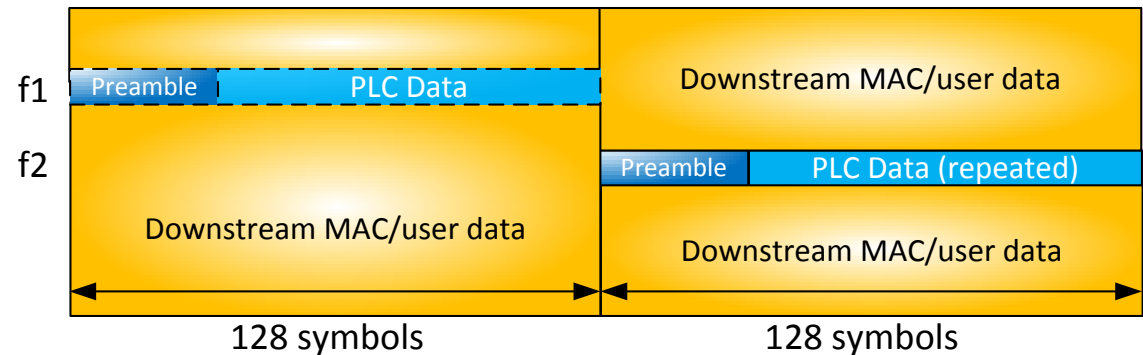 f1
Preamble
PLC Data
Downstream MAC/user data
f2
Preamble
PLC Data (repeated)
Downstream MAC/user data
Downstream MAC/user data
128 symbols
128 symbols